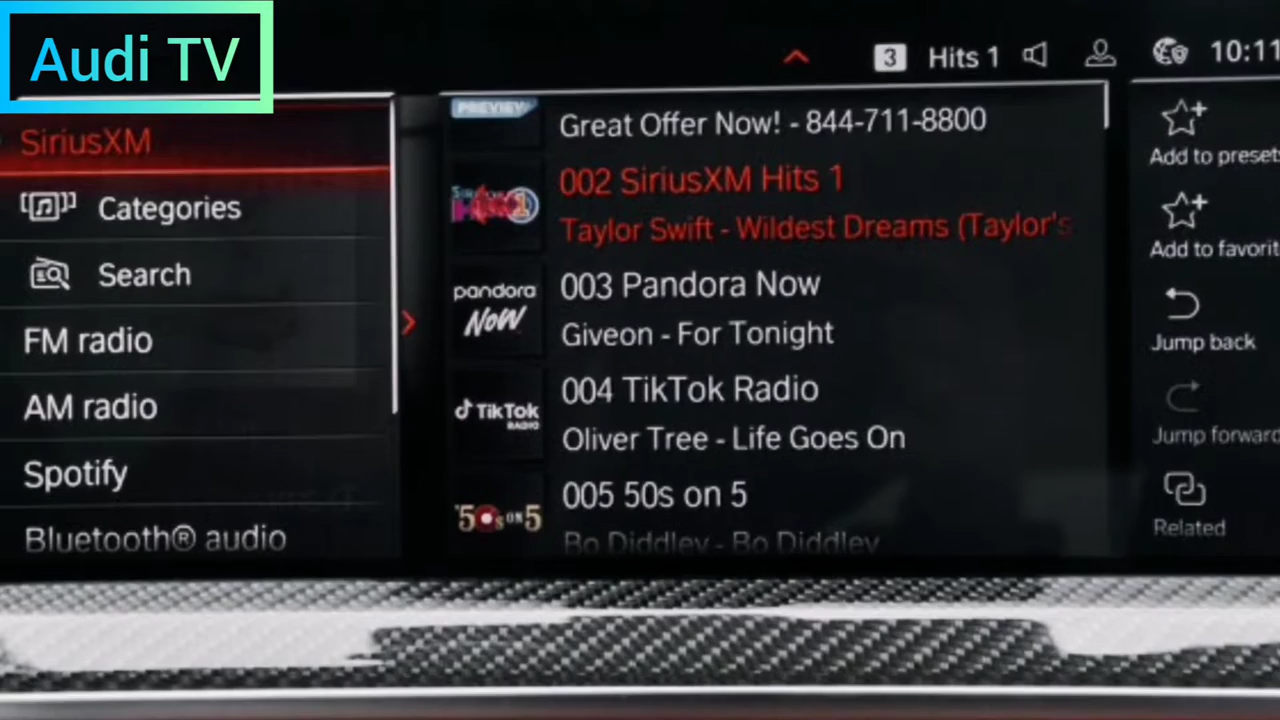 Audi TV
3 Hits 1 10:11
SiriusXM
Categories
Search
FM radio
AM radio
Spotify
Bluetooth® audio
PREVIEW
Great Offer Now! - 844-711-8800
002 SiriusXM Hits 1
Taylor Swift - Wildest Dreams (Taylor's
pandora
NOW
003 Pandora Now
Giveon - For Tonight
TikTok
RADIO
004 TikTok Radio
Oliver Tree - Life Goes On
'50s on 5
005 50s on 5
Bo Diddley - Bo Diddley
Add to preset
Add to favorit
Jump back
Jump forward
Related